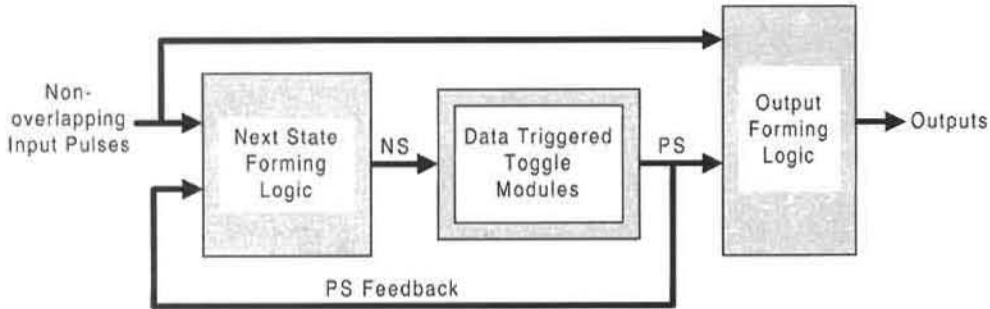 Non-
overlapping
Input Pulses
Next State
Forming
Logic
NS
Data Triggered
Toggle
Modules
PS
Output
Forming
Logic
Outputs
PS Feedback